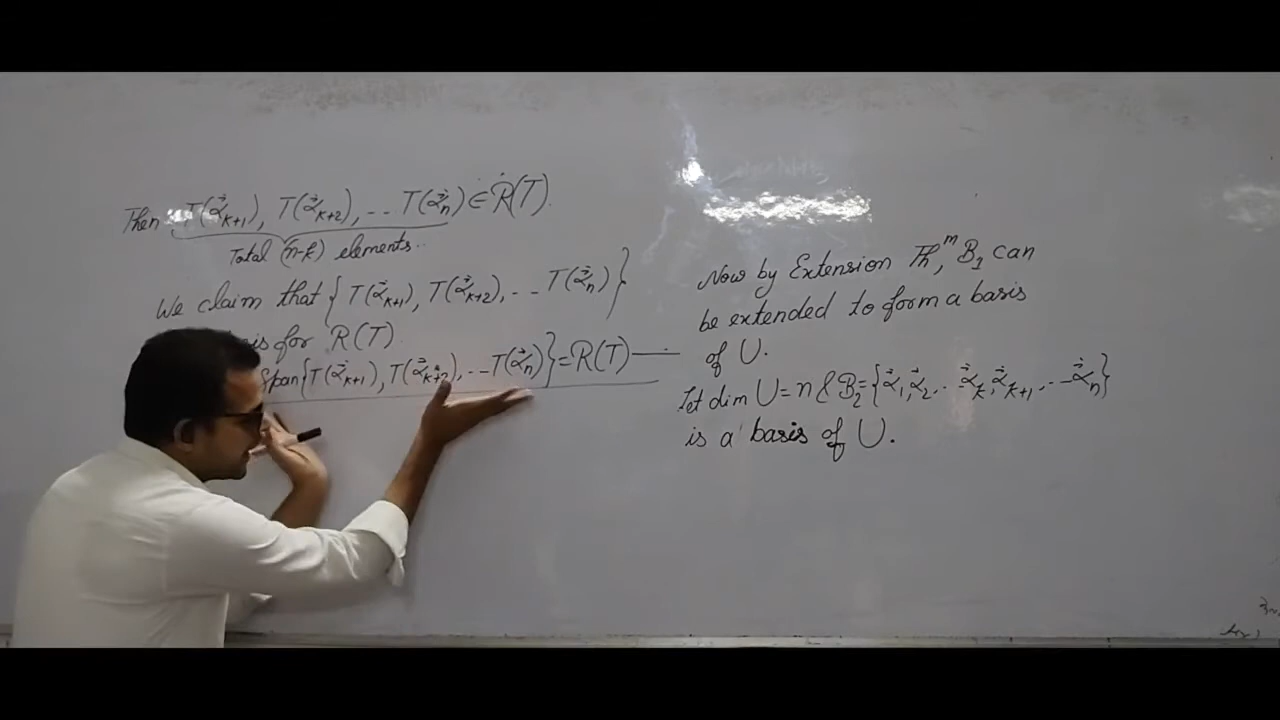 Then T(α⃗ₖ₊₁), T(α⃗ₖ₊₂), ... T(α⃗ₙ) ∈ R(T).
Total (n-k) elements..
We claim that {T(α⃗ₖ₊₁), T(α⃗ₖ₊₂), ... T(α⃗ₙ)}
for R(T)
Span{T(α⃗ₖ₊₁), T(α⃗ₖ₊₂), ... T(α⃗ₙ)} = R(T) —
Now by Extension Thᵐ, B₁ can
be extended to form a basis
of U.
Let dim U = n & B₂ = {α⃗₁, α⃗₂, .. α⃗ₖ, α⃗ₖ₊₁, ... α⃗ₙ}
is a basis of U.